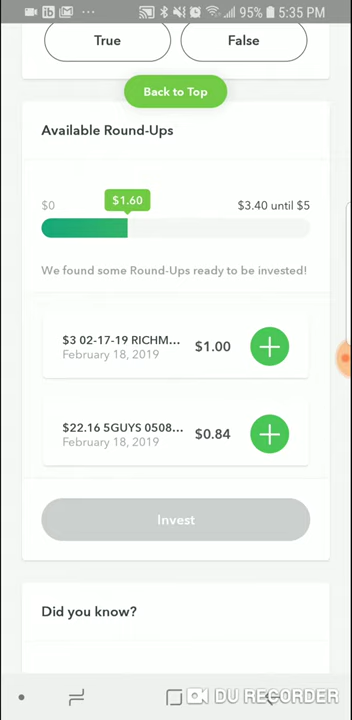 95% 5:35 PM
True False
Back to Top
Available Round-Ups
$1.60
$0 $3.40 until $5
We found some Round-Ups ready to be invested!
$3 02-17-19 RICHM... $1.00
February 18, 2019
$22.16 5GUYS 0508... $0.84
February 18, 2019
Invest
Did you know?
DU RECORDER